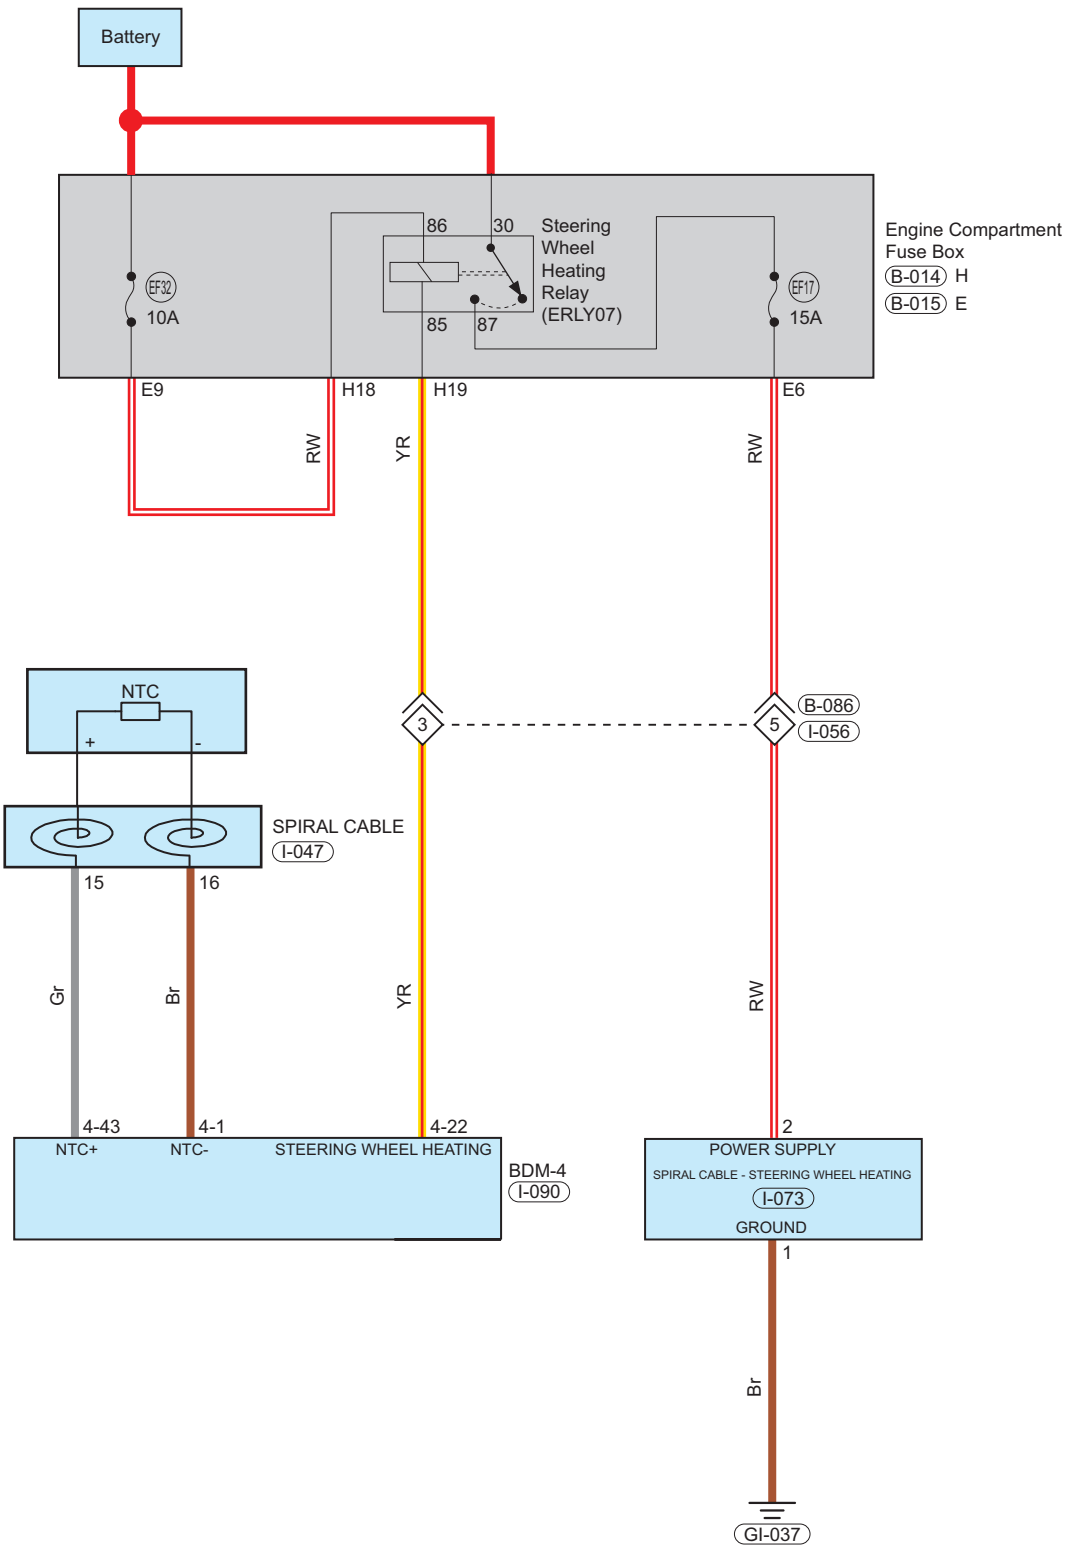 Battery
86
30
Steering
Wheel
Heating
Relay
(ERLY07)
85
87
EF32
10A
EF17
15A
Engine Compartment
Fuse Box
B-014 H
B-015 E
E9
H18
H19
E6
RW
YR
RW
NTC
+
-
3
5
B-086
I-056
SPIRAL CABLE
I-047
15
16
Gr
Br
YR
RW
4-43
4-1
4-22
NTC+
NTC-
STEERING WHEEL HEATING
BDM-4
I-090
2
POWER SUPPLY
SPIRAL CABLE - STEERING WHEEL HEATING
I-073
GROUND
1
Br
GI-037